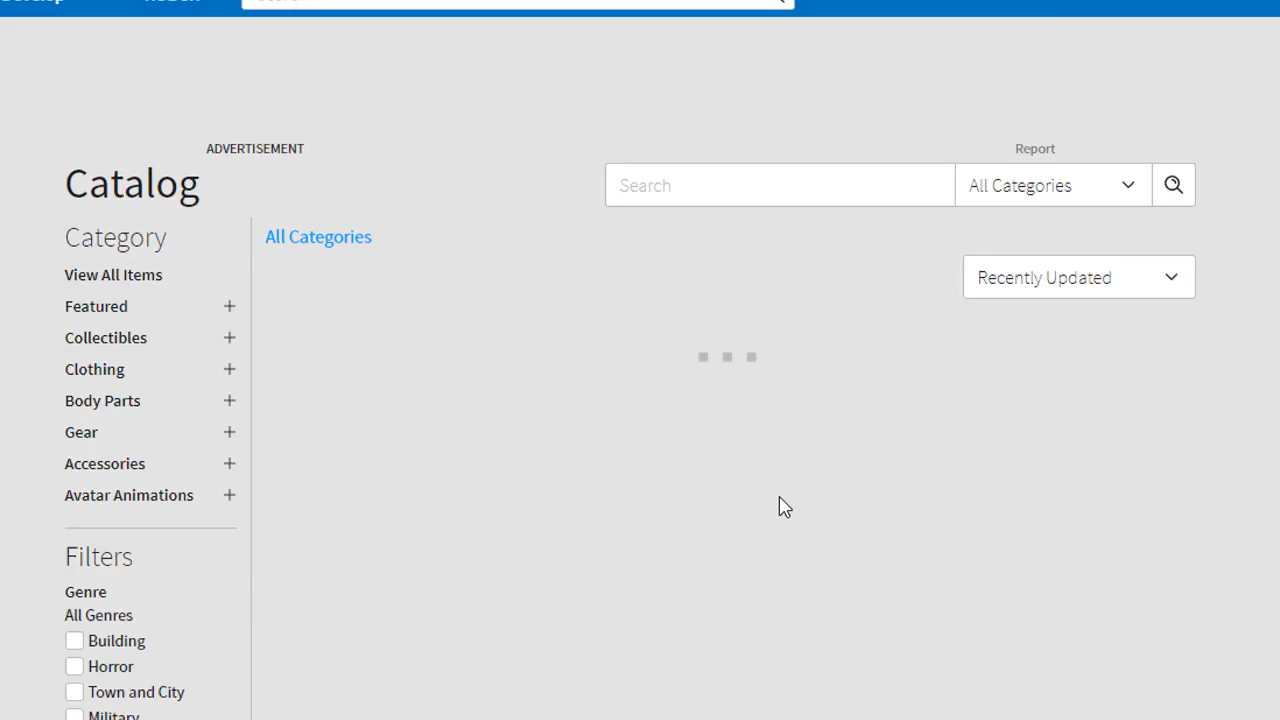 ADVERTISEMENT
Report
Catalog
Search
All Categories
Category
All Categories
View All Items
Recently Updated
Featured
Collectibles
Clothing
Body Parts
Gear
Accessories
Avatar Animations
Filters
Genre
All Genres
Building
Horror
Town and City
Military